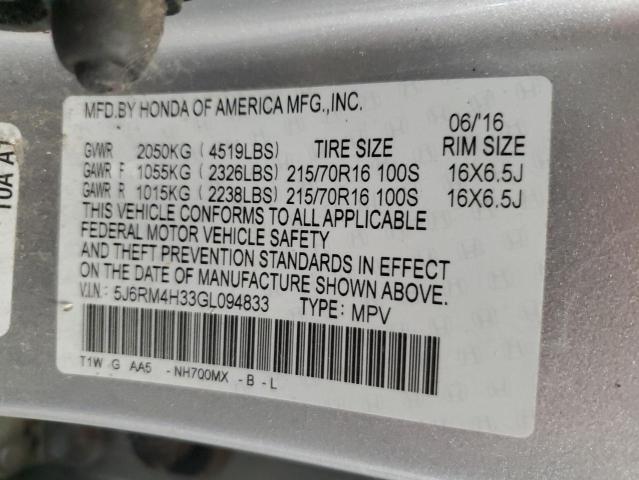 MFD.BY HONDA OF AMERICA MFG.,INC.
06/'16
GVWR 2050KG (4519LBS) TIRE SIZE RIM SIZE
GAWR F 1055KG (2326LBS) 215/70R16 100S 16X6.5J
GAWR R 1015KG (2238LBS) 215/70R16 100S 16X6.5J
THIS VEHICLE CONFORMS TO ALL APPLICABLE
FEDERAL MOTOR VEHICLE SAFETY
AND THEFT PREVENTION STANDARDS IN EFFECT
ON THE DATE OF MANUFACTURE SHOWN ABOVE.
V.I.N.: 5J6RM4H33GL094833 TYPE: MPV
T1W G AA5 -NH700MX -B -L